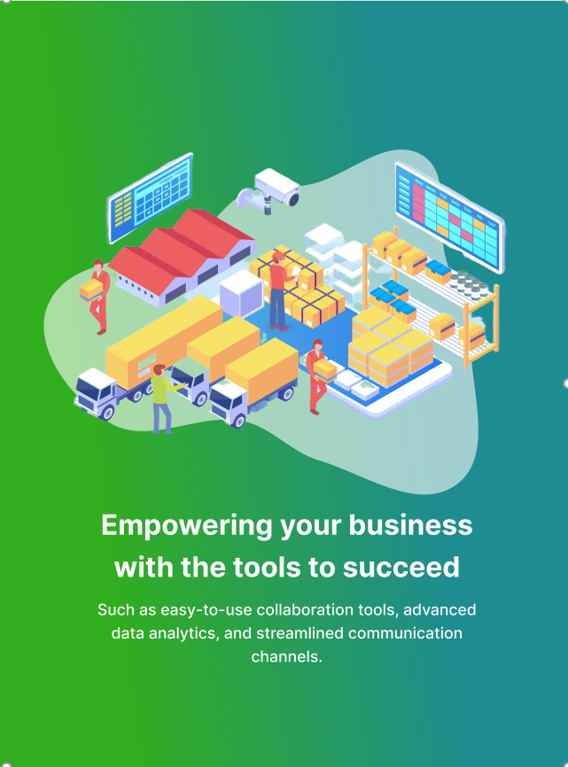 Empowering your business
with the tools to succeed
Such as easy-to-use collaboration tools, advanced
data analytics, and streamlined communication
channels.